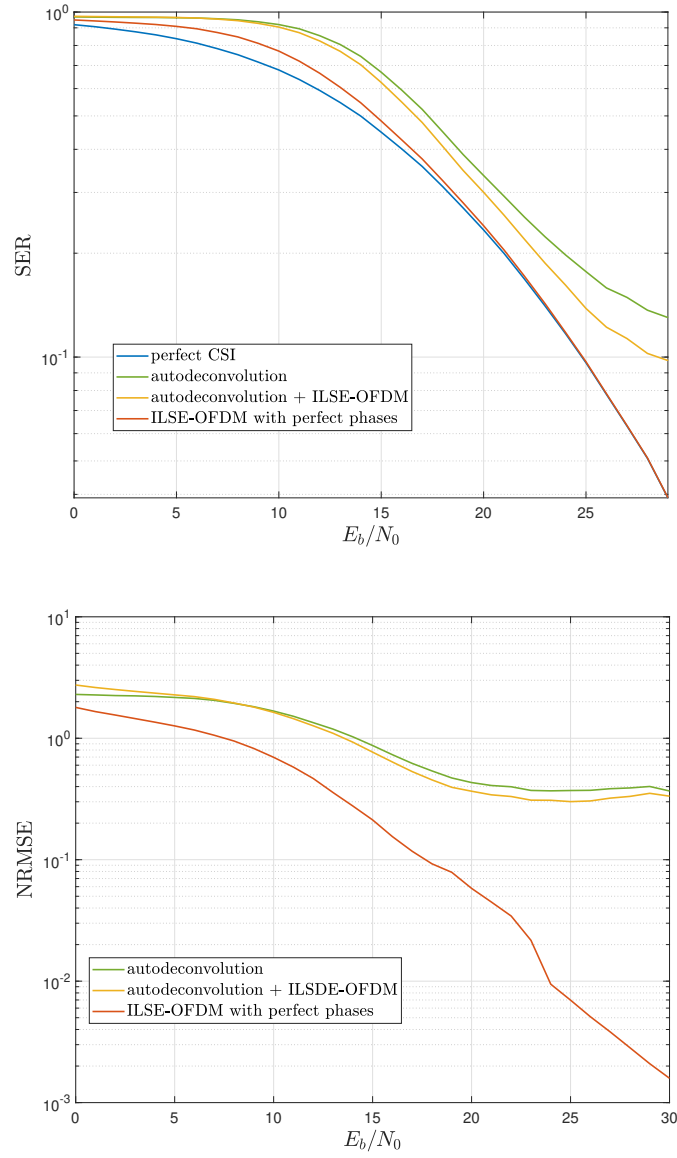 10^0
10^{-1}
SER
perfect CSI
autodeconvolution
autodeconvolution + ILSE-OFDM
ILSE-OFDM with perfect phases
0 5 10 15 20 25
E_b/N_0
10^1
10^0
10^{-1}
10^{-2}
10^{-3}
NRMSE
autodeconvolution
autodeconvolution + ILSDE-OFDM
ILSE-OFDM with perfect phases
0 5 10 15 20 25 30
E_b/N_0